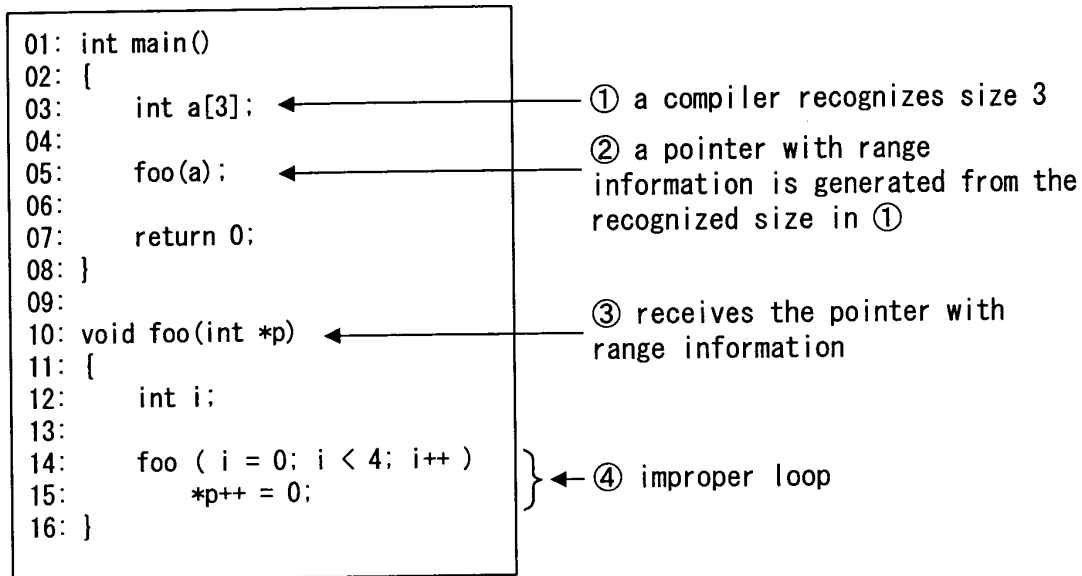 01: int main()
02: {
03: int a[3];
04:
05: foo(a);
06:
07: return 0;
08: }
09:
10: void foo(int *p)
11: {
12: int i;
13:
14: foo ( i = 0; i < 4; i++ )
15: *p++ = 0;
16: }
① a compiler recognizes size 3
② a pointer with range
information is generated from the
recognized size in ①
③ receives the pointer with
range information
④ improper loop